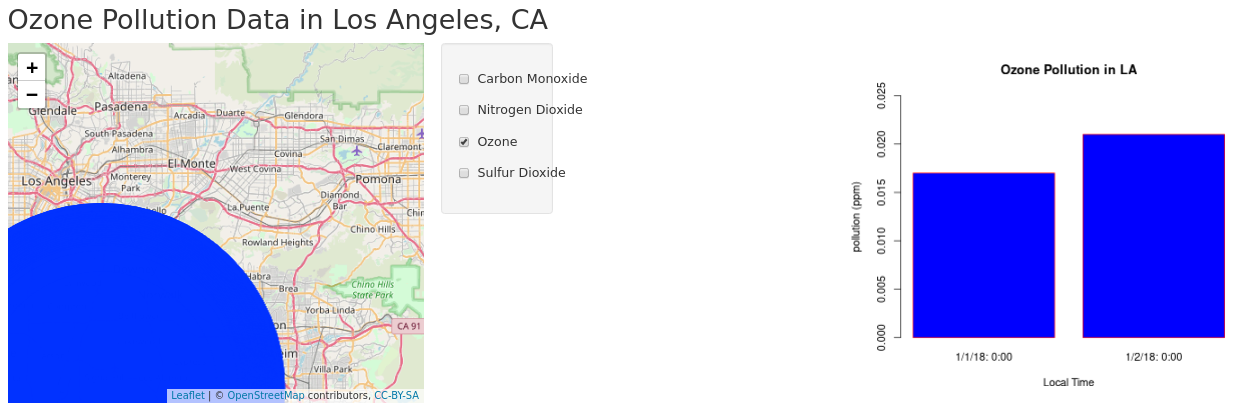 Ozone Pollution Data in Los Angeles, CA
+
−
Altadena
Glendale
Pasadena
Arcadia
Duarte
Glendora
South Pasadena
San Dimas
Claremont
Alhambra
Covina
El Monte
West Covina
Los Angeles
Monterey
Park
Pomona
Diamond
Bar
La Puente
Chin
Chino Hills
Rowland Heights
Habra
Brea
Chino Hills
State Park
Yorba Linda
CA 91
Villa Park
Leaflet | © OpenStreetMap contributors, CC-BY-SA
Carbon Monoxide
Nitrogen Dioxide
Ozone
Sulfur Dioxide
Ozone Pollution in LA
pollution (ppm)
0.025
0.020
0.015
0.010
0.005
0.000
1/1/18: 0:00
1/2/18: 0:00
Local Time